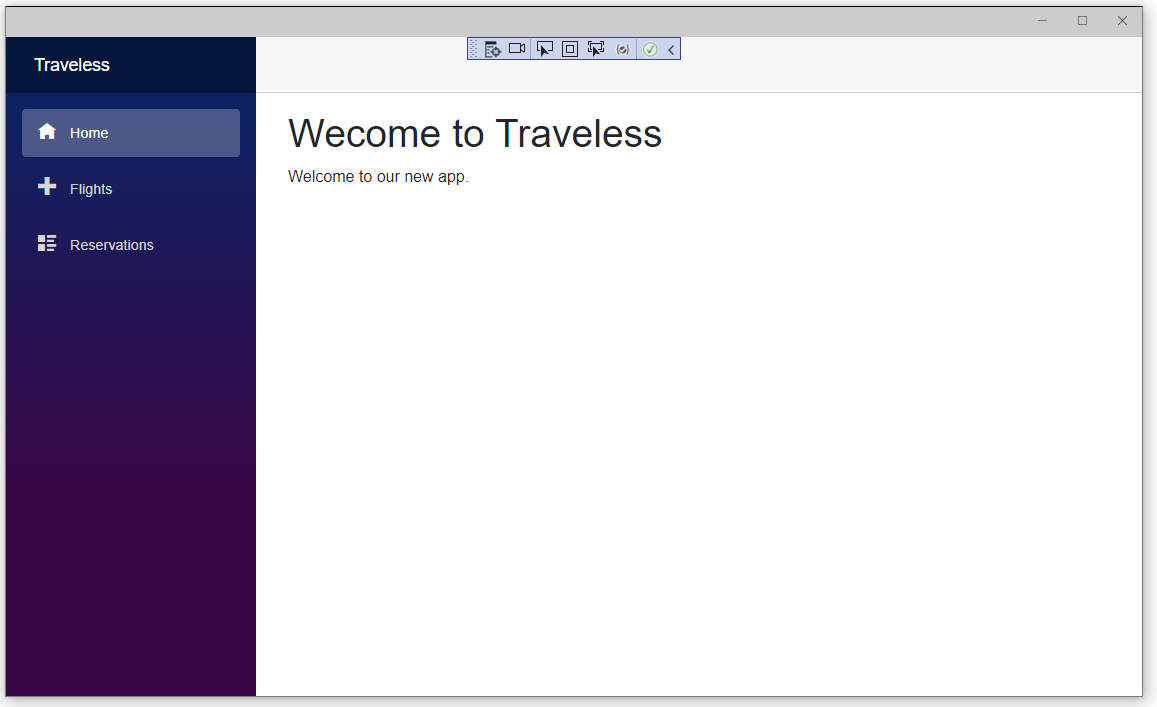 Traveless
Home
Flights
Reservations
Wecome to Traveless
Welcome to our new app.